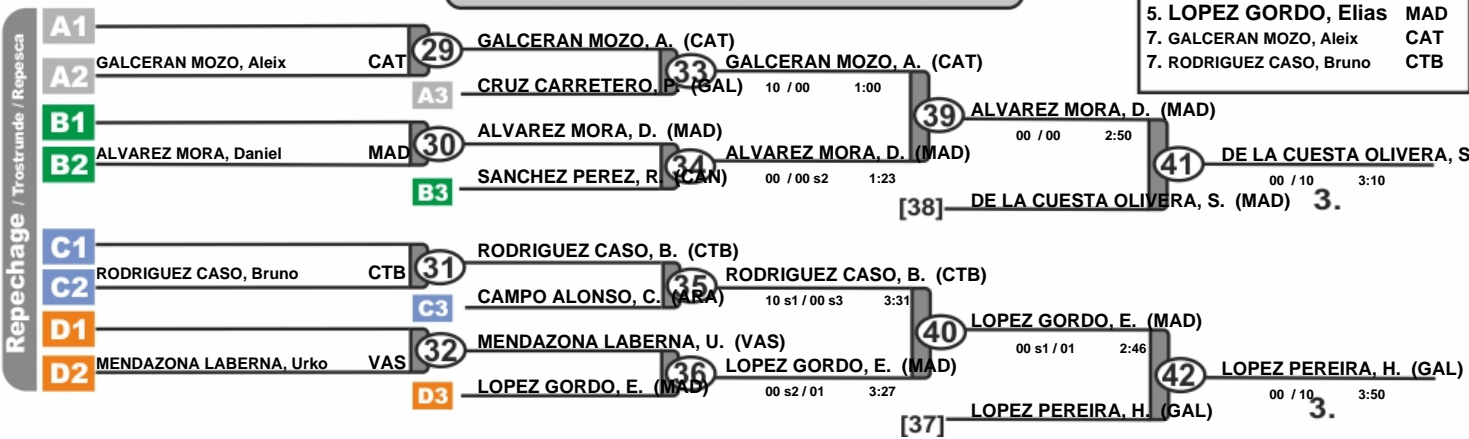 5. LOPEZ GORDO, Elias MAD
7. GALCERAN MOZO, Aleix CAT
7. RODRIGUEZ CASO, Bruno CTB
Repechage / Trostrunde / Repesca
A1
GALCERAN MOZO, Aleix CAT
A2
29
GALCERAN MOZO, A. (CAT)
A3
CRUZ CARRETERO, P. (GAL)
33
GALCERAN MOZO, A. (CAT)
10 / 00 1:00
B1
ALVAREZ MORA, Daniel MAD
B2
30
ALVAREZ MORA, D. (MAD)
B3
SANCHEZ PEREZ, R. (CAN)
34
ALVAREZ MORA, D. (MAD)
00 / 00 s2 1:23
39
ALVAREZ MORA, D. (MAD)
00 / 00 2:50
[38]
DE LA CUESTA OLIVERA, S. (MAD)
41
DE LA CUESTA OLIVERA, S
00 / 10 3:10
3.
C1
RODRIGUEZ CASO, Bruno CTB
C2
31
RODRIGUEZ CASO, B. (CTB)
C3
CAMPO ALONSO, C. (ARA)
35
RODRIGUEZ CASO, B. (CTB)
10 s1 / 00 s3 3:31
D1
MENDAZONA LABERNA, Urko VAS
D2
32
MENDAZONA LABERNA, U. (VAS)
D3
LOPEZ GORDO, E. (MAD)
36
LOPEZ GORDO, E. (MAD)
00 s2 / 01 3:27
40
LOPEZ GORDO, E. (MAD)
00 s1 / 01 2:46
[37]
LOPEZ PEREIRA, H. (GAL)
42
LOPEZ PEREIRA, H. (GAL)
00 / 10 3:50
3.